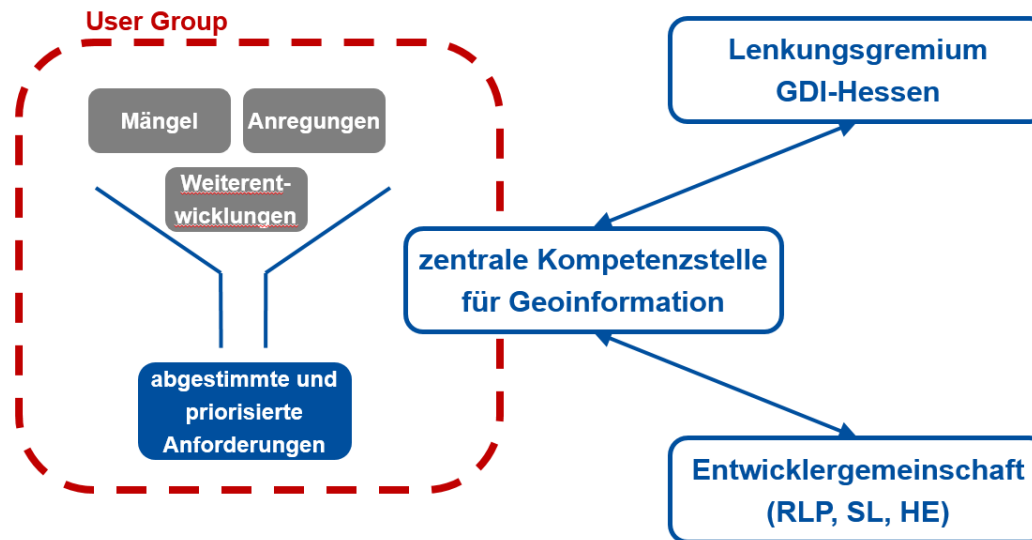 User Group
Mängel
Anregungen
Weiterent-
wicklungen
abgestimmte und
priorisierte
Anforderungen
Lenkungsgremium
GDI-Hessen
zentrale Kompetenzstelle
für Geoinformation
Entwicklergemeinschaft
(RLP, SL, HE)